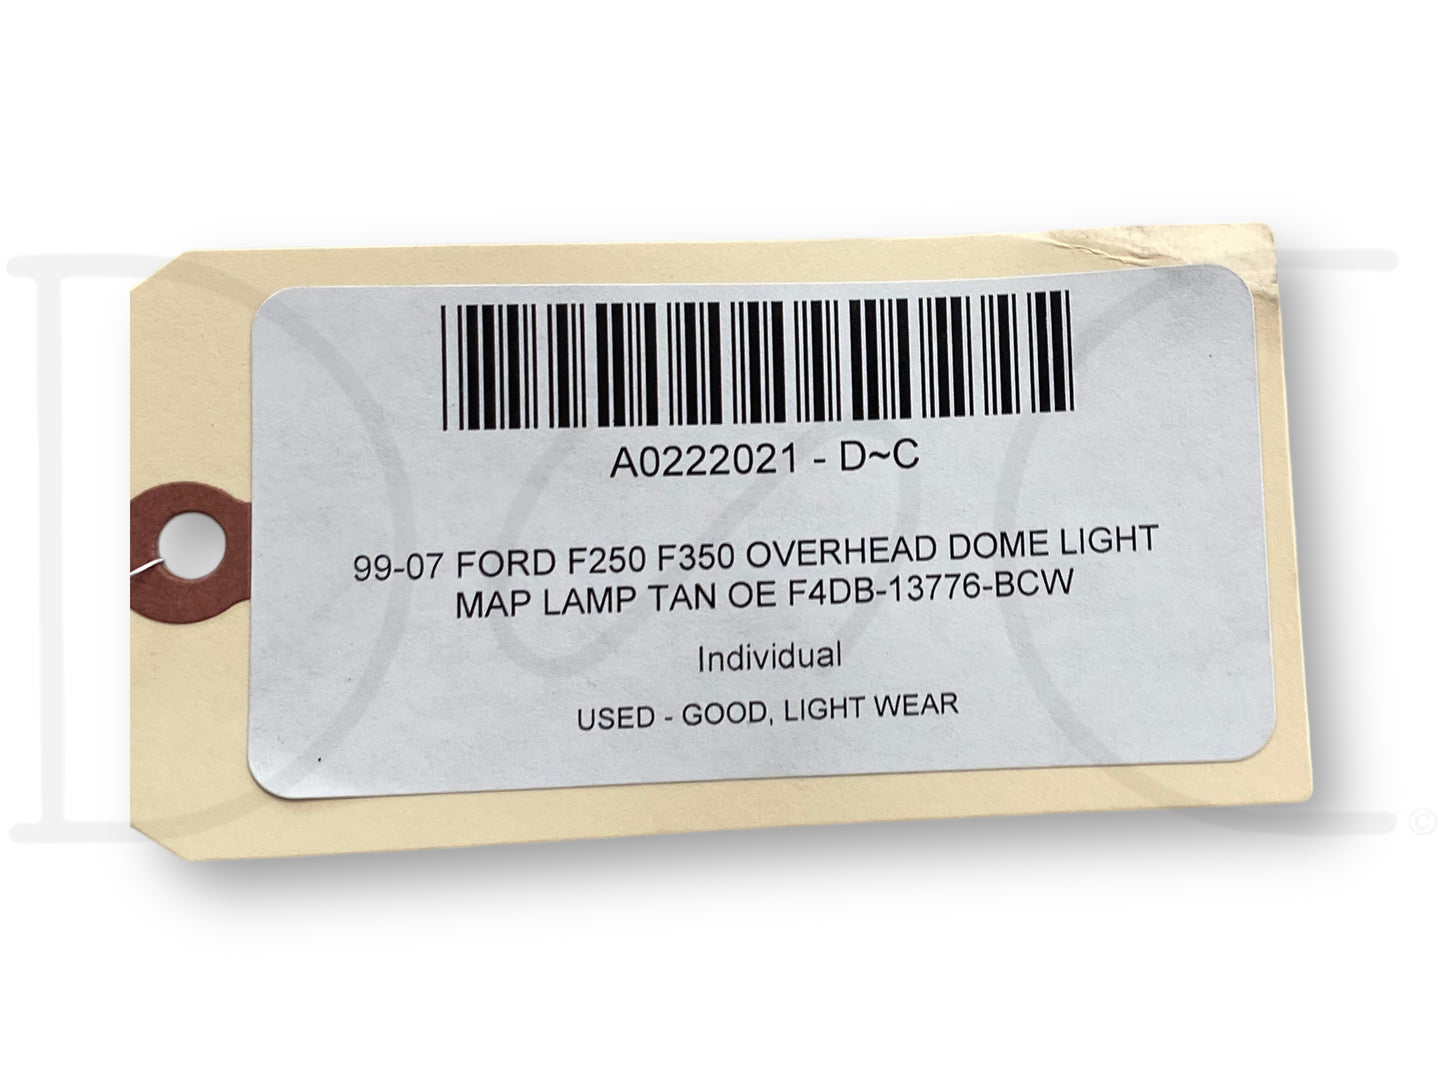 A0222021 - D~C
99-07 FORD F250 F350 OVERHEAD DOME LIGHT
MAP LAMP TAN OE F4DB-13776-BCW
Individual
USED - GOOD, LIGHT WEAR
©